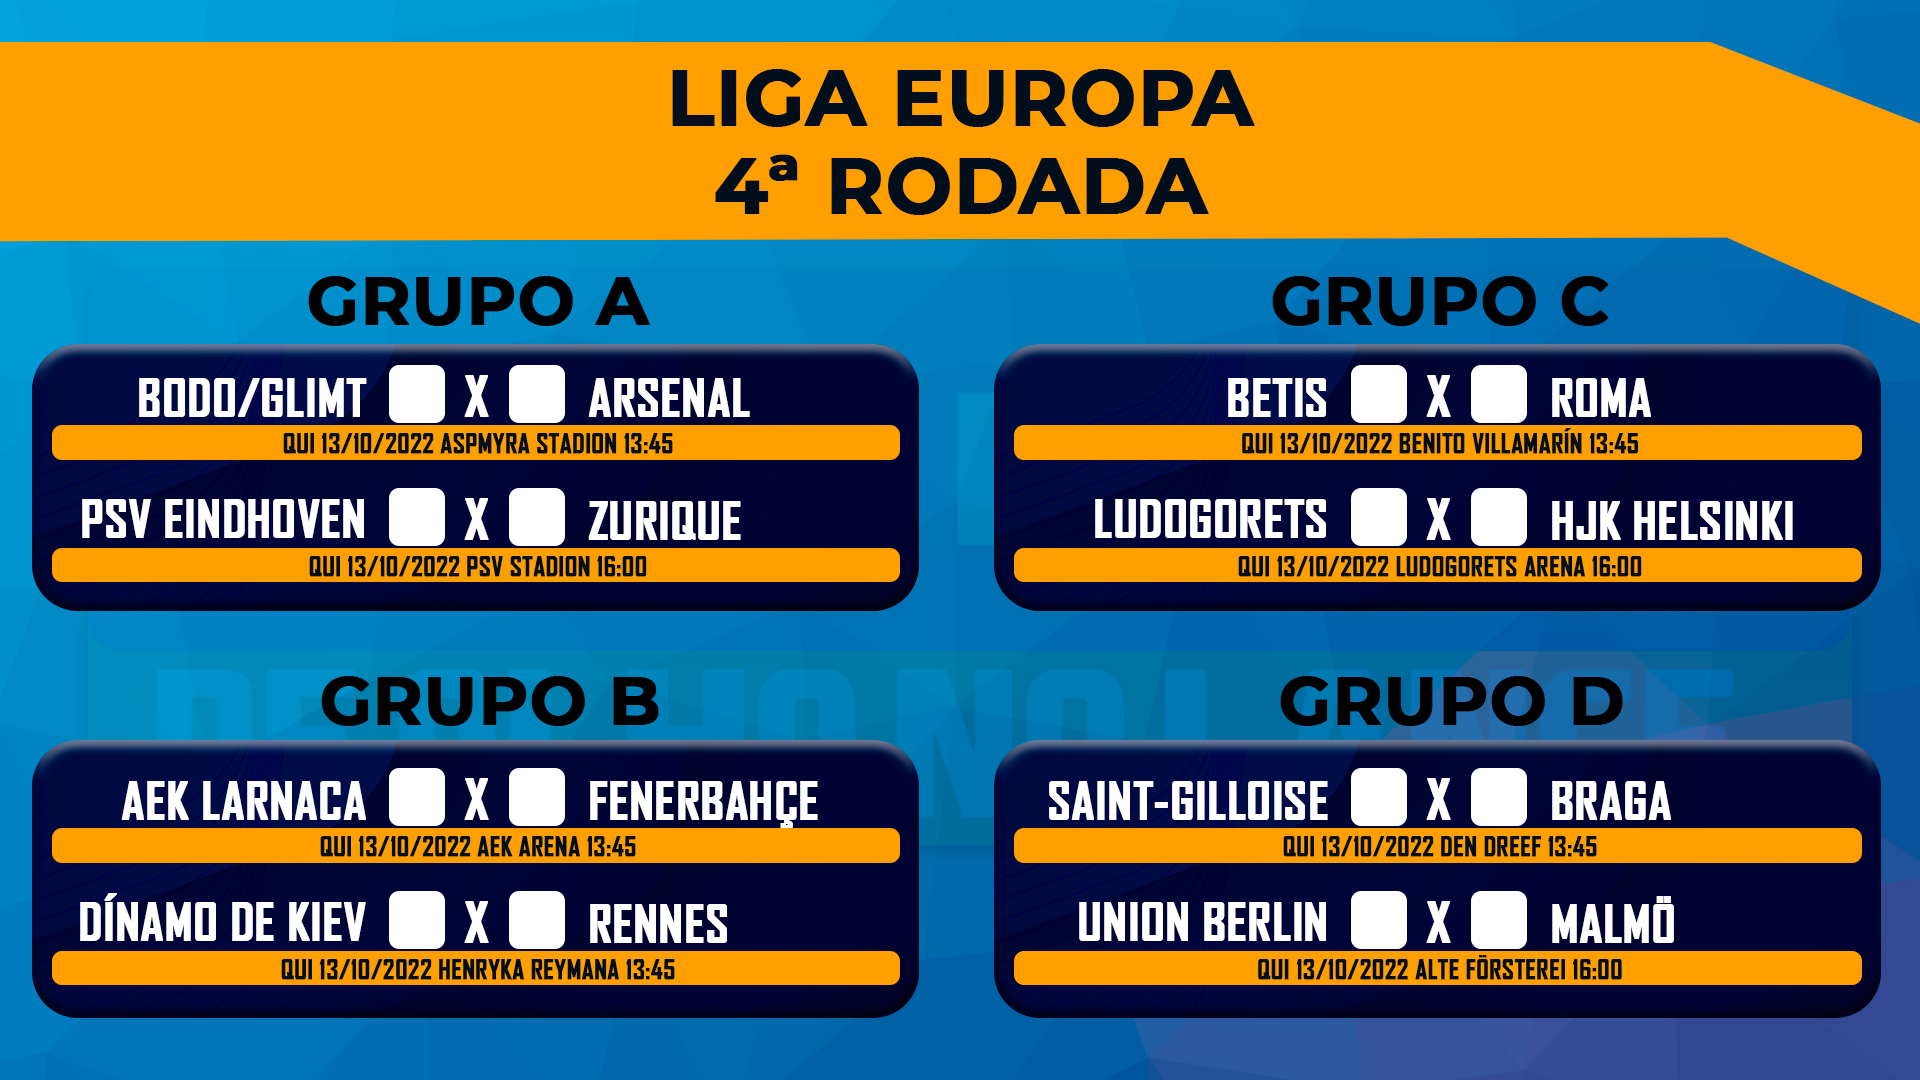 LIGA EUROPA
4ª RODADA
GRUPO A
BODO/GLIMT X ARSENAL
QUI 13/10/2022 ASPMYRA STADION 13:45
PSV EINDHOVEN X ZURIQUE
QUI 13/10/2022 PSV STADION 16:00
GRUPO C
BETIS X ROMA
QUI 13/10/2022 BENITO VILLAMARÍN 13:45
LUDOGORETS X HJK HELSINKI
QUI 13/10/2022 LUDOGORETS ARENA 16:00
GRUPO B
AEK LARNACA X FENERBAHÇE
QUI 13/10/2022 AEK ARENA 13:45
DÍNAMO DE KIEV X RENNES
QUI 13/10/2022 HENRYKA REYMANA 13:45
GRUPO D
SAINT-GILLOISE X BRAGA
QUI 13/10/2022 DEN DREEF 13:45
UNION BERLIN X MALMÖ
QUI 13/10/2022 ALTE FÖRSTEREI 16:00